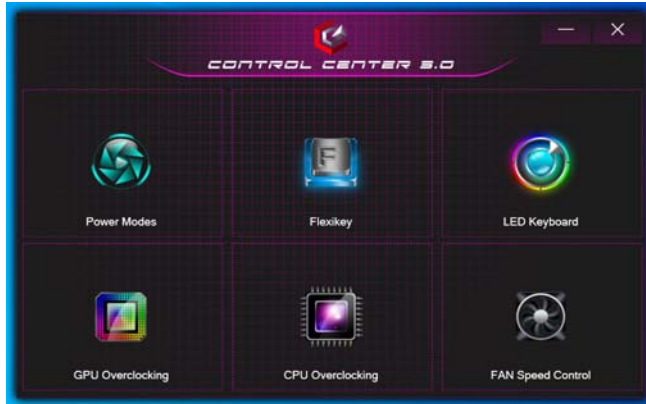 CONTROL CENTER 3.0
Power Modes
Flexikey
LED Keyboard
F
GPU Overclocking
CPU Overclocking
FAN Speed Control